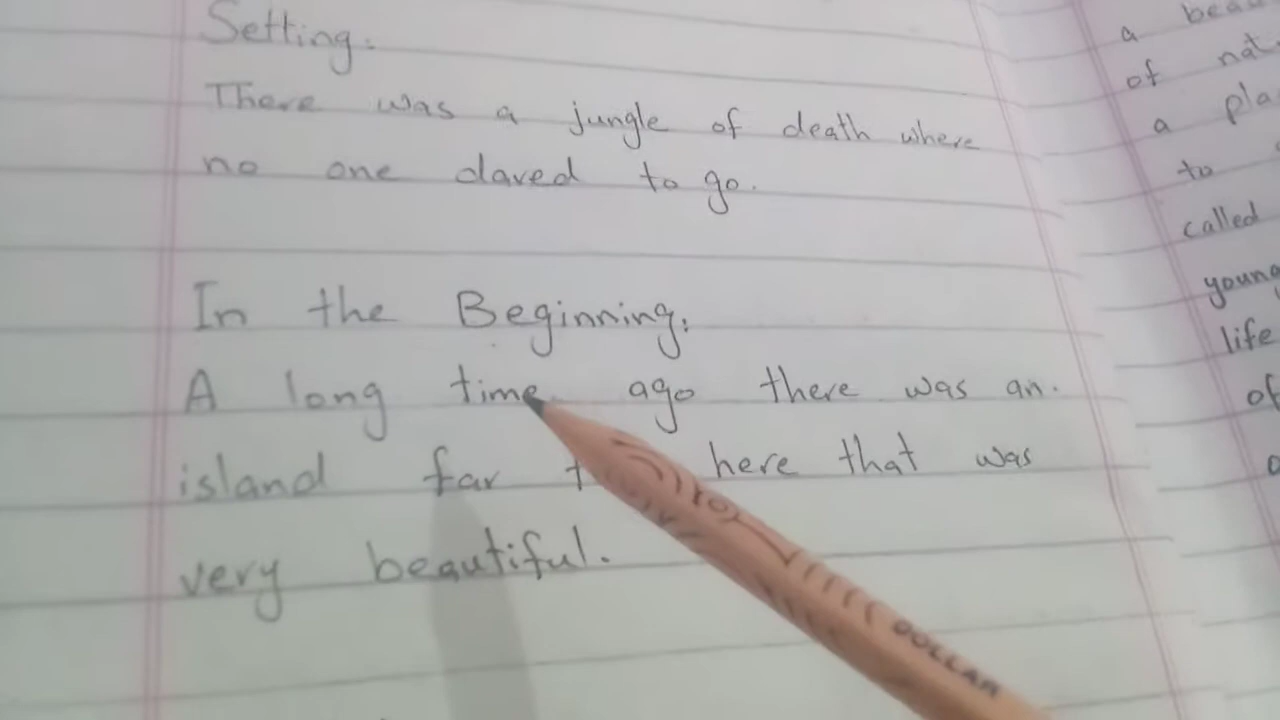 Setting:
There was a jungle of death where
no one dared to go.
In the Beginning:
A long time ago there was an.
island far here that was
very beautiful.
a
of
a
to
called
young
life
of
DOLLAR